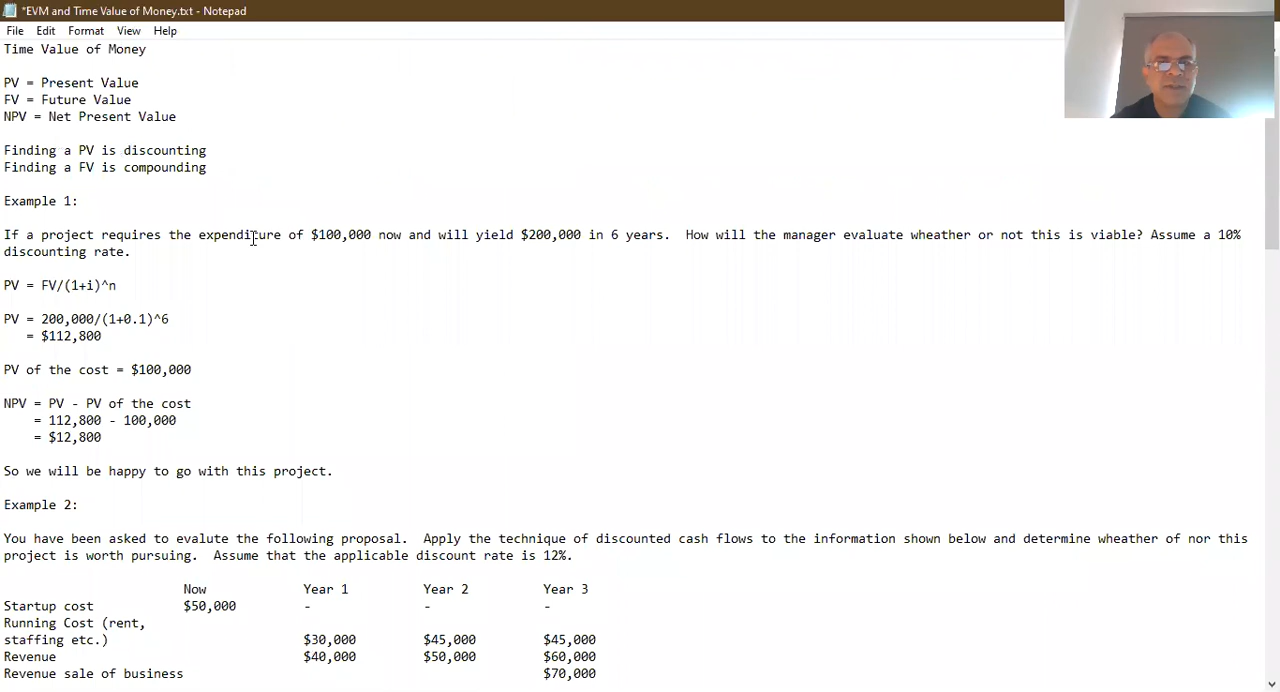 *EVM and Time Value of Money.txt - Notepad
File Edit Format View Help
Time Value of Money
PV = Present Value
FV = Future Value
NPV = Net Present Value
Finding a PV is discounting
Finding a FV is compounding
Example 1:
If a project requires the expenditure of $100,000 now and will yield $200,000 in 6 years. How will the manager evaluate wheather or not this is viable? Assume a 10%
discounting rate.
PV = FV/(1+i)^n
PV = 200,000/(1+0.1)^6
= $112,800
PV of the cost = $100,000
NPV = PV - PV of the cost
= 112,800 - 100,000
= $12,800
So we will be happy to go with this project.
Example 2:
You have been asked to evalute the following proposal. Apply the technique of discounted cash flows to the information shown below and determine wheather of nor this
project is worth pursuing. Assume that the applicable discount rate is 12%.
Now Year 1 Year 2 Year 3
Startup cost $50,000 - - -
Running Cost (rent,
staffing etc.) $30,000 $45,000 $45,000
Revenue $40,000 $50,000 $60,000
Revenue sale of business $70,000